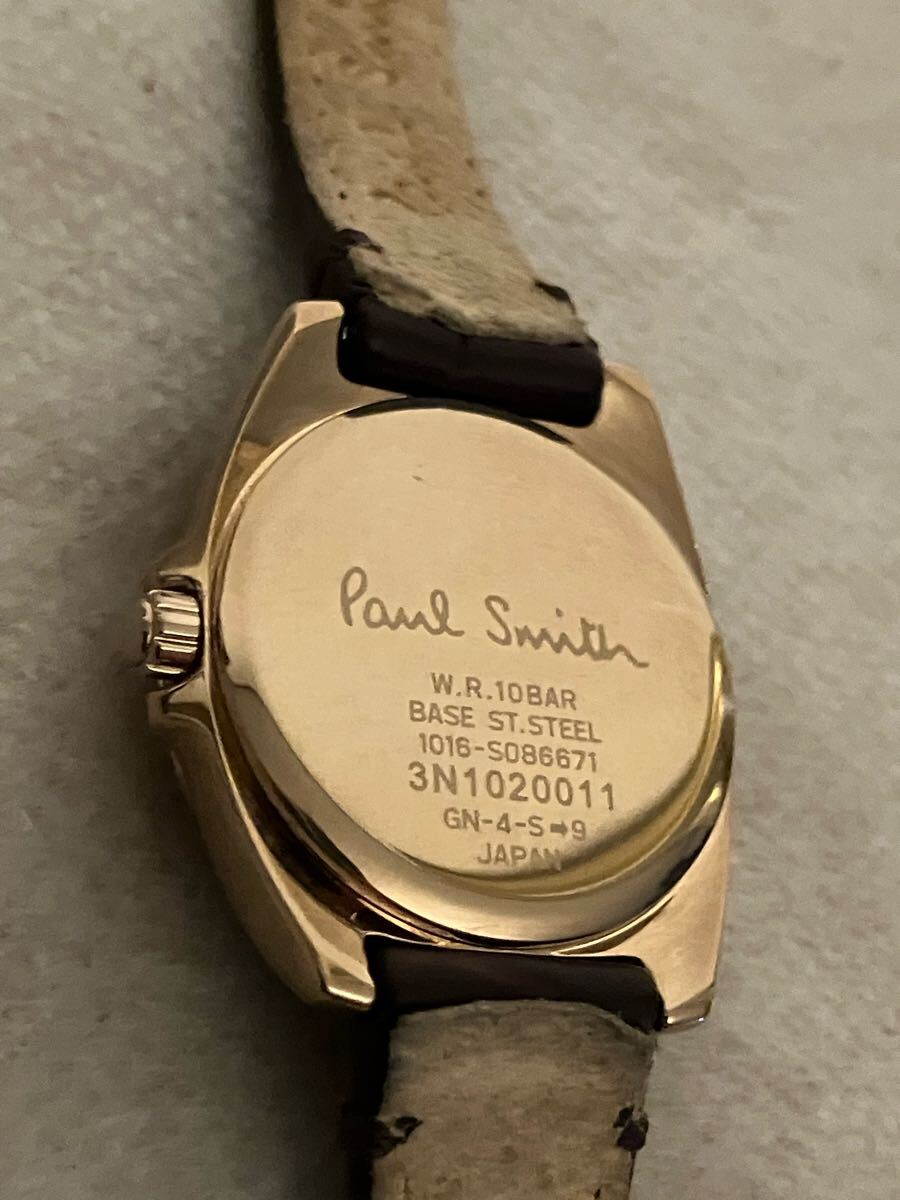 Paul Smith
W.R.10BAR
BASE ST.STEEL
1016-S086671
3N1020011
GN-4-S➡9
JAPAN